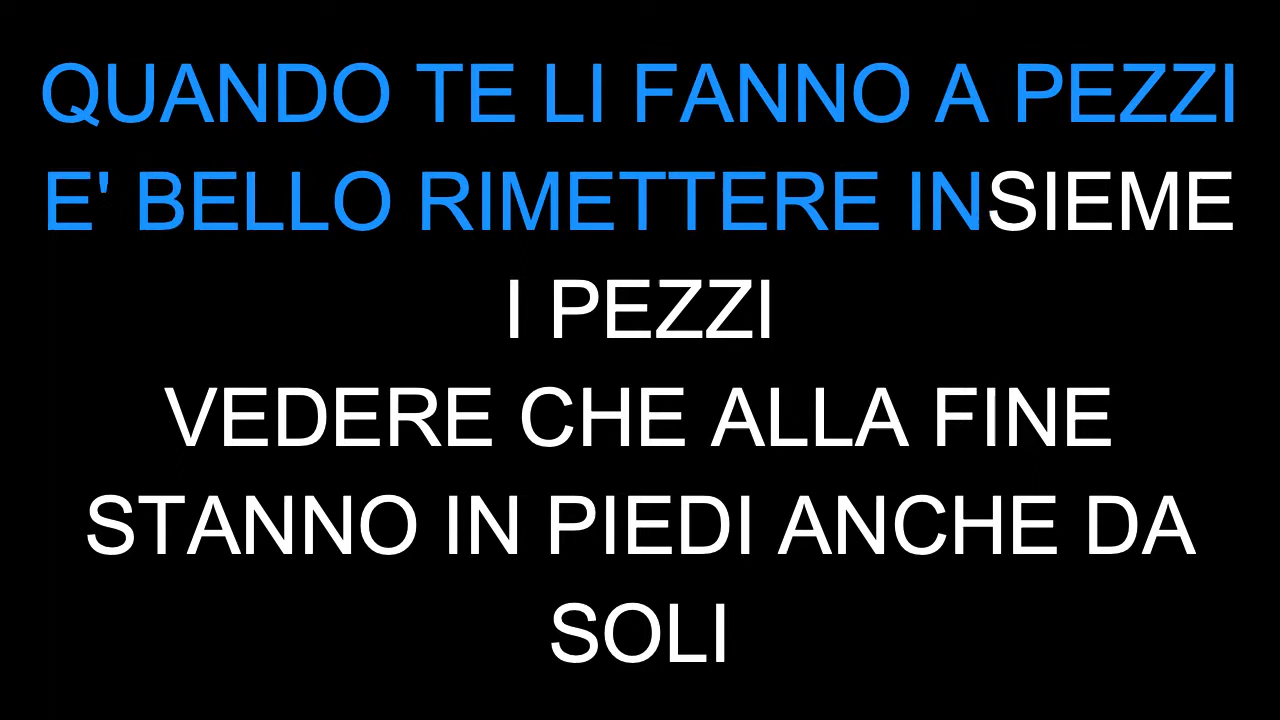 QUANDO TE LI FANNO A PEZZI
E' BELLO RIMETTERE INSIEME
I PEZZI
VEDERE CHE ALLA FINE
STANNO IN PIEDI ANCHE DA
SOLI